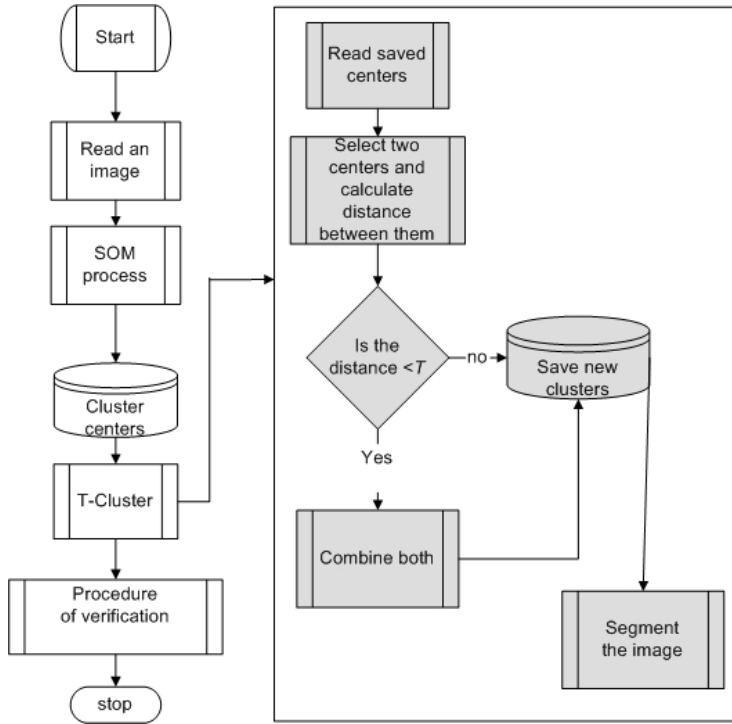 Start
Read an
image
SOM
process
Cluster
centers
T-Cluster
Procedure
of verification
stop
Read saved
centers
Select two
centers and
calculate
distance
between them
Is the
distance <T
no
Save new
clusters
Yes
Combine both
Segment
the image